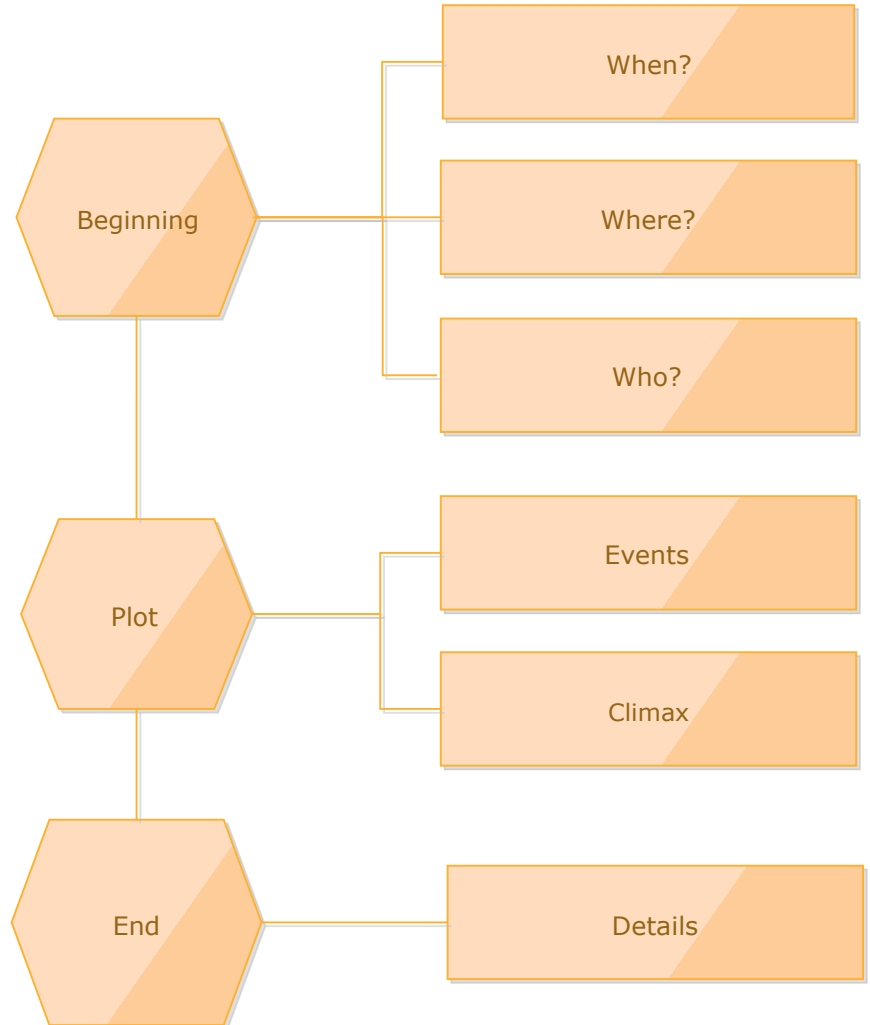 Beginning
When?
Where?
Who?
Plot
Events
Climax
End
Details